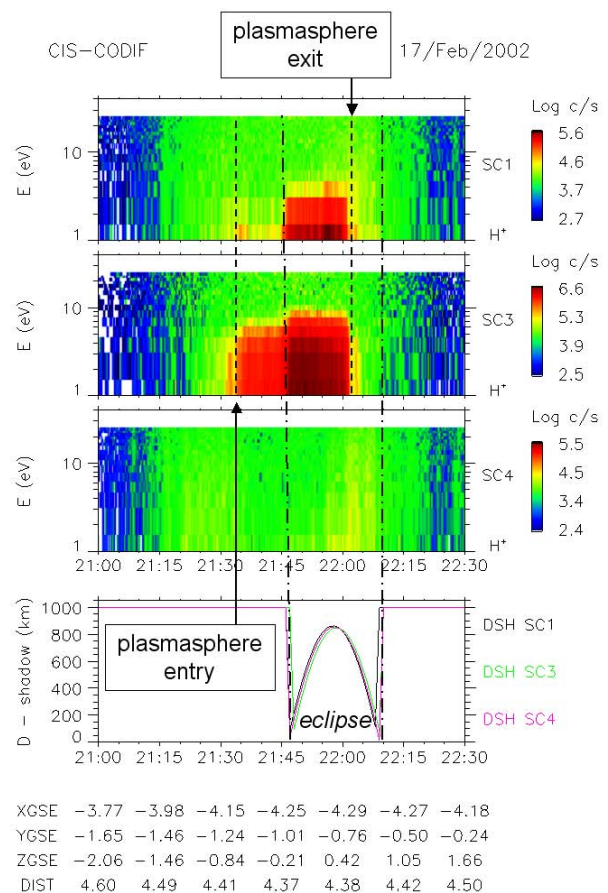 CIS-CODIF
plasmasphere
exit
17/Feb/2002
Log c/s
E (eV)
10
1
SC1
H+
5.6
4.6
3.7
2.7
Log c/s
E (eV)
10
1
SC3
H+
6.6
5.3
3.9
2.5
Log c/s
E (eV)
10
1
SC4
H+
5.5
4.5
3.4
2.4
21:00 21:15 21:30 21:45 22:00 22:15 22:30
D - shadow (km)
1000
800
600
400
200
0
plasmasphere
entry
eclipse
DSH SC1
DSH SC3
DSH SC4
21:00 21:15 21:30 21:45 22:00 22:15 22:30
XGSE -3.77 -3.98 -4.15 -4.25 -4.29 -4.27 -4.18
YGSE -1.65 -1.46 -1.24 -1.01 -0.76 -0.50 -0.24
ZGSE -2.06 -1.46 -0.84 -0.21 0.42 1.05 1.66
DIST 4.60 4.49 4.41 4.37 4.38 4.42 4.50